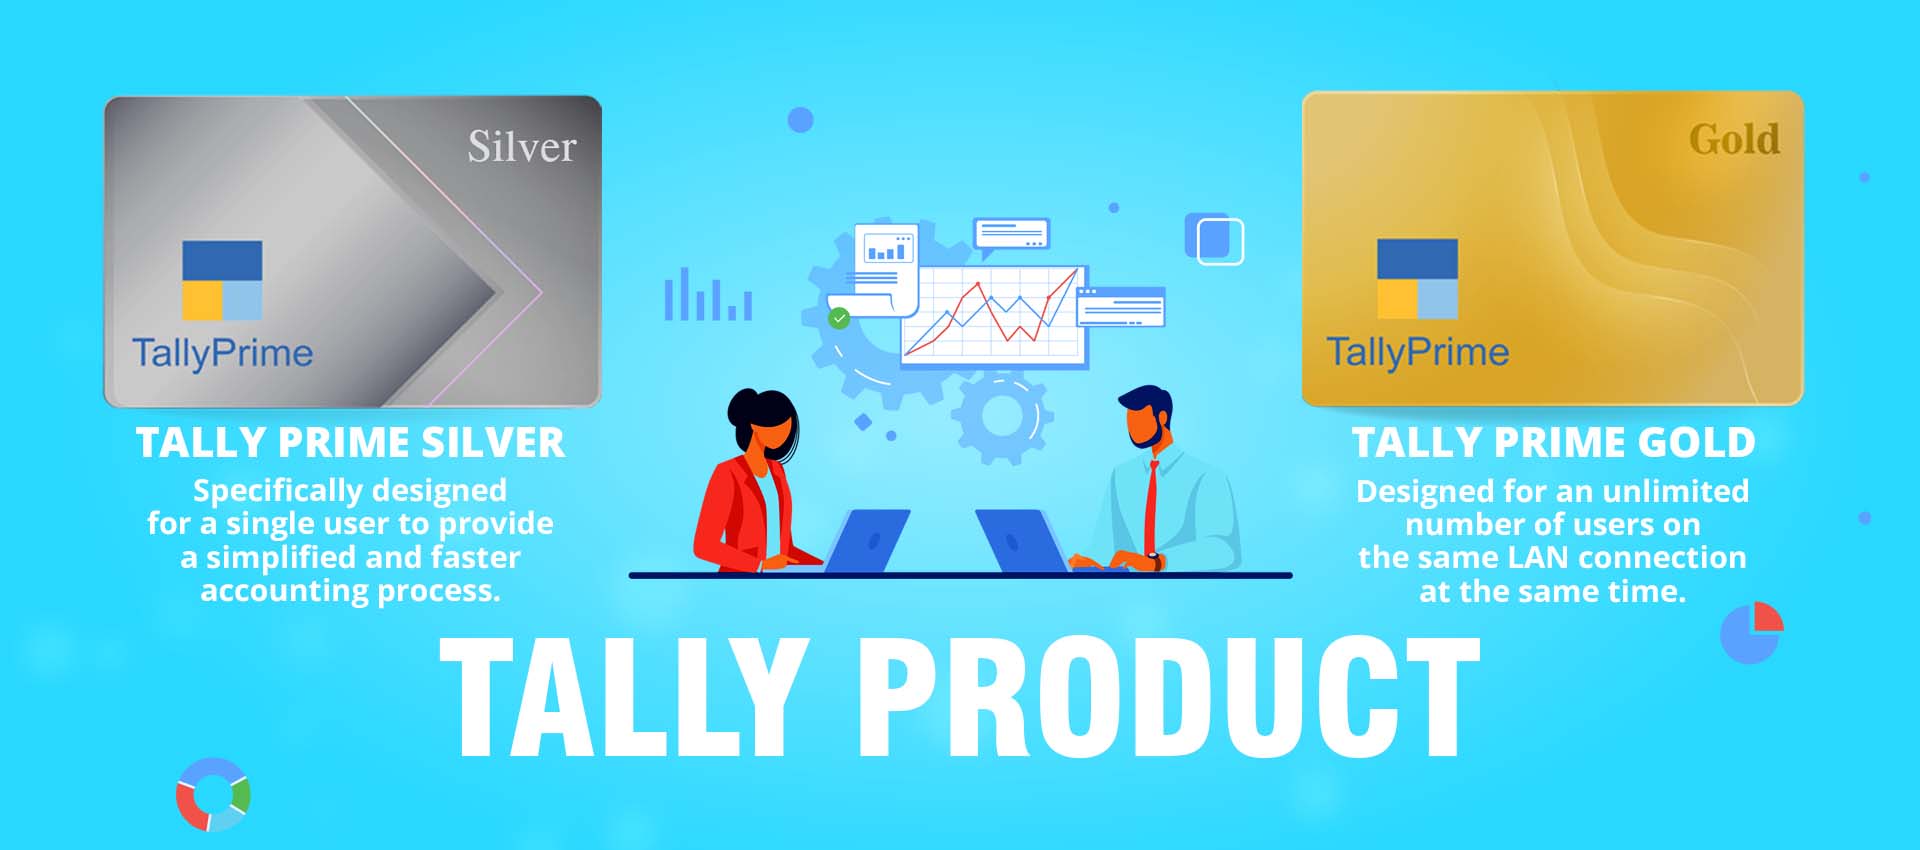 Silver
TallyPrime
TALLY PRIME SILVER
Specifically designed
for a single user to provide
a simplified and faster
accounting process.
Gold
TallyPrime
TALLY PRIME GOLD
Designed for an unlimited
number of users on
the same LAN connection
at the same time.
TALLY PRODUCT